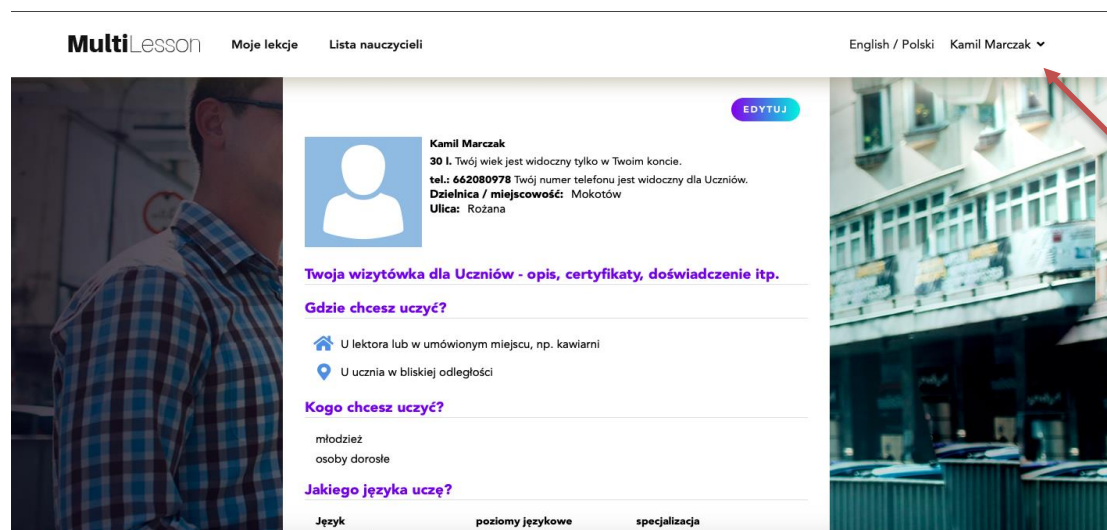 MultiLesson Moje lekcje Lista nauczycieli English / Polski Kamil Marczak
EDYTUJ
Kamil Marczak
30 l. Twój wiek jest widoczny tylko w Twoim koncie.
tel.: 662080978 Twój numer telefonu jest widoczny dla Uczniów.
Dzielnica / miejscowość: Mokotów
Ulica: Rożana
Twoja wizytówka dla Uczniów - opis, certyfikaty, doświadczenie itp.
Gdzie chcesz uczyć?
U lektora lub w umówionym miejscu, np. kawiarni
U ucznia w bliskiej odległości
Kogo chcesz uczyć?
młodzież
osoby dorosłe
Jakiego języka uczę?
Język poziomy językowe specjalizacja